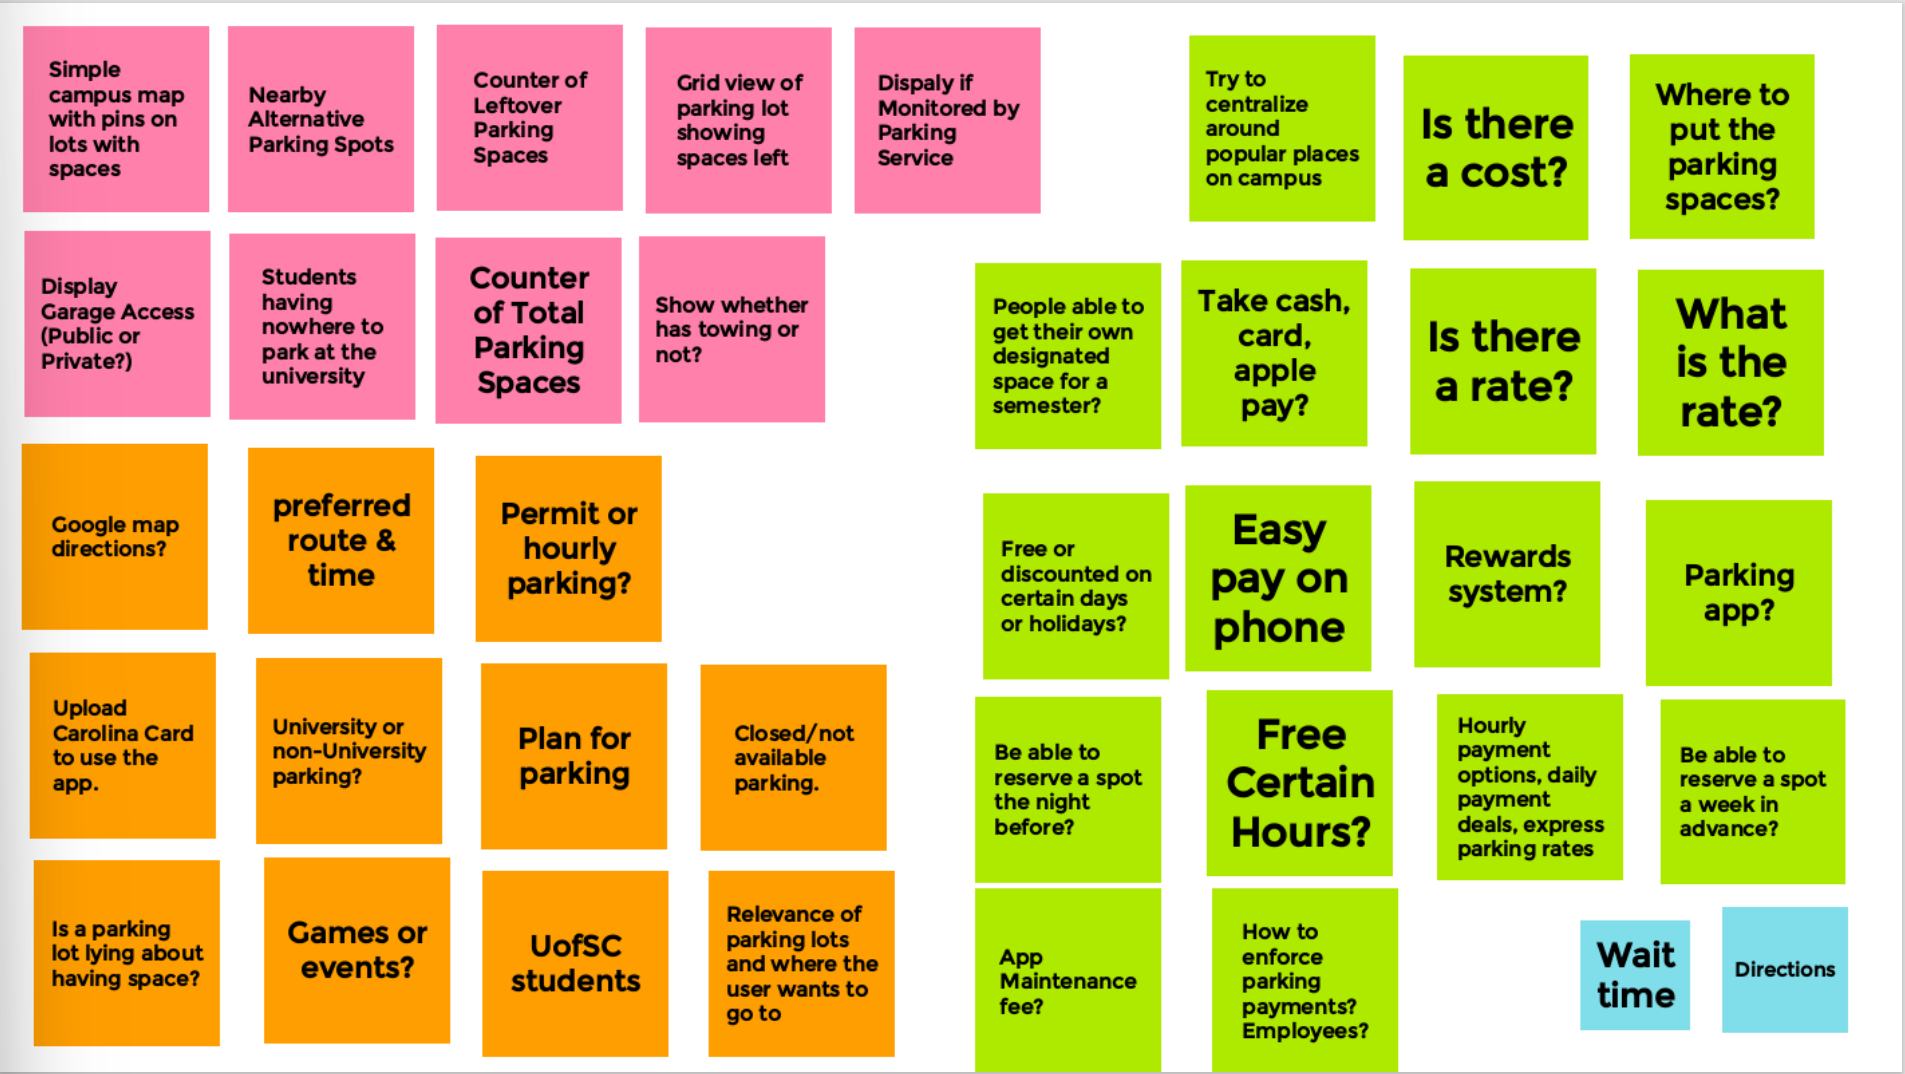 Simple
campus map
with pins on
lots with
spaces
Nearby
Alternative
Parking Spots
Counter of
Leftover
Parking
Spaces
Grid view of
parking lot
showing
spaces left
Dispaly if
Monitored by
Parking
Service
Display
Garage Access
(Public or
Private?)
Students
having
nowhere to
park at the
university
Counter
of Total
Parking
Spaces
Show whether
has towing or
not?
Google map
directions?
preferred
route &
time
Permit or
hourly
parking?
Upload
Carolina Card
to use the
app.
University or
non-University
parking?
Plan for
parking
Closed/not
available
parking.
Is a parking
lot lying about
having space?
Games or
events?
UofSC
students
Relevance of
parking lots
and where the
user wants to
go to
Try to
centralize
around
popular places
on campus
Is there
a cost?
Where to
put the
parking
spaces?
People able to
get their own
designated
space for a
semester?
Take cash,
card,
apple
pay?
Is there
a rate?
What
is the
rate?
Free or
discounted on
certain days
or holidays?
Easy
pay on
phone
Rewards
system?
Parking
app?
Be able to
reserve a spot
the night
before?
Free
Certain
Hours?
Hourly
payment
options, daily
payment
deals, express
parking rates
Be able to
reserve a spot
a week in
advance?
App
Maintenance
fee?
How to
enforce
parking
payments?
Employees?
Wait
time
Directions